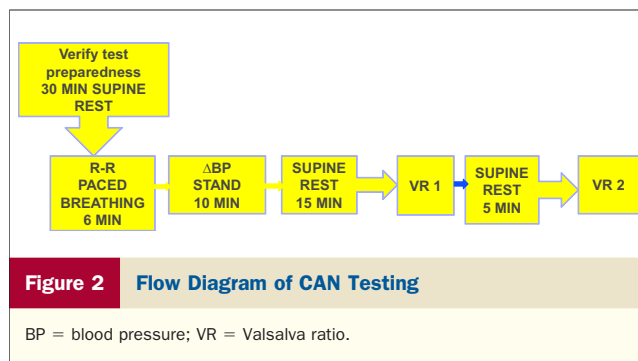 Verify test
preparedness
30 MIN SUPINE
REST
R-R
PACED
BREATHING
6 MIN
ΔBP
STAND
10 MIN
SUPINE
REST
15 MIN
VR 1
SUPINE
REST
5 MIN
VR 2
Figure 2 Flow Diagram of CAN Testing
BP = blood pressure; VR = Valsalva ratio.